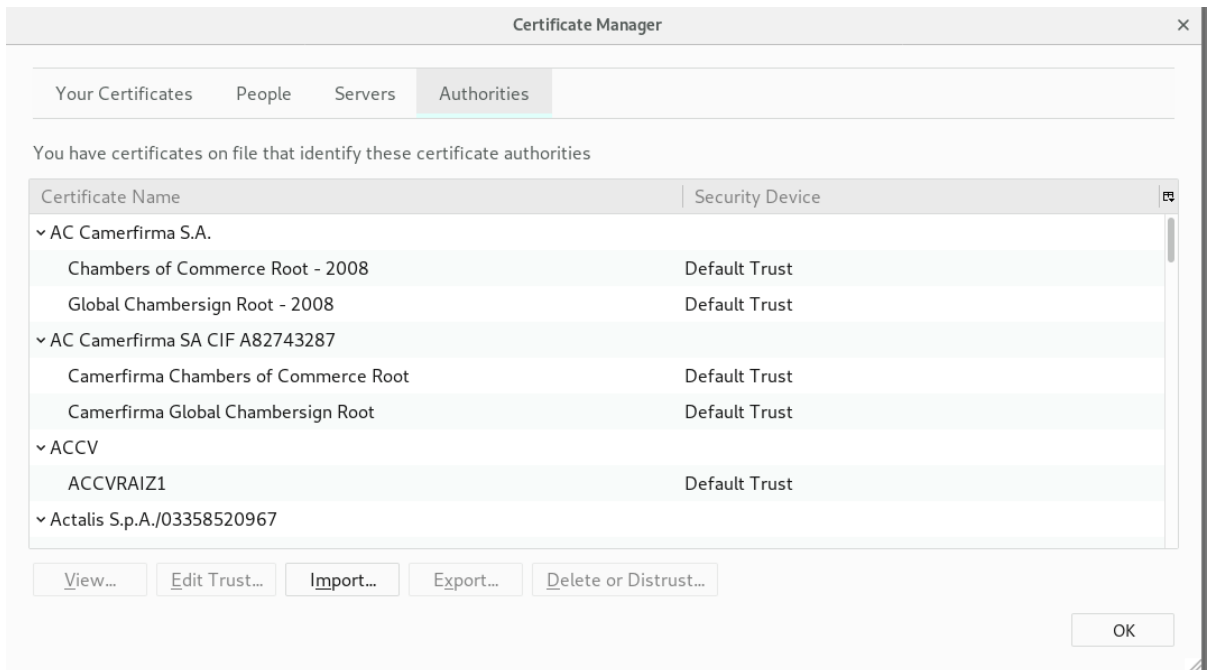 Certificate Manager
Your Certificates People Servers Authorities
You have certificates on file that identify these certificate authorities
Certificate Name Security Device
AC Camerfirma S.A.
Chambers of Commerce Root - 2008 Default Trust
Global Chambersign Root - 2008 Default Trust
AC Camerfirma SA CIF A82743287
Camerfirma Chambers of Commerce Root Default Trust
Camerfirma Global Chambersign Root Default Trust
ACCV
ACCVRAIZ1 Default Trust
Actalis S.p.A./03358520967
View... Edit Trust... Import... Export... Delete or Distrust...
OK